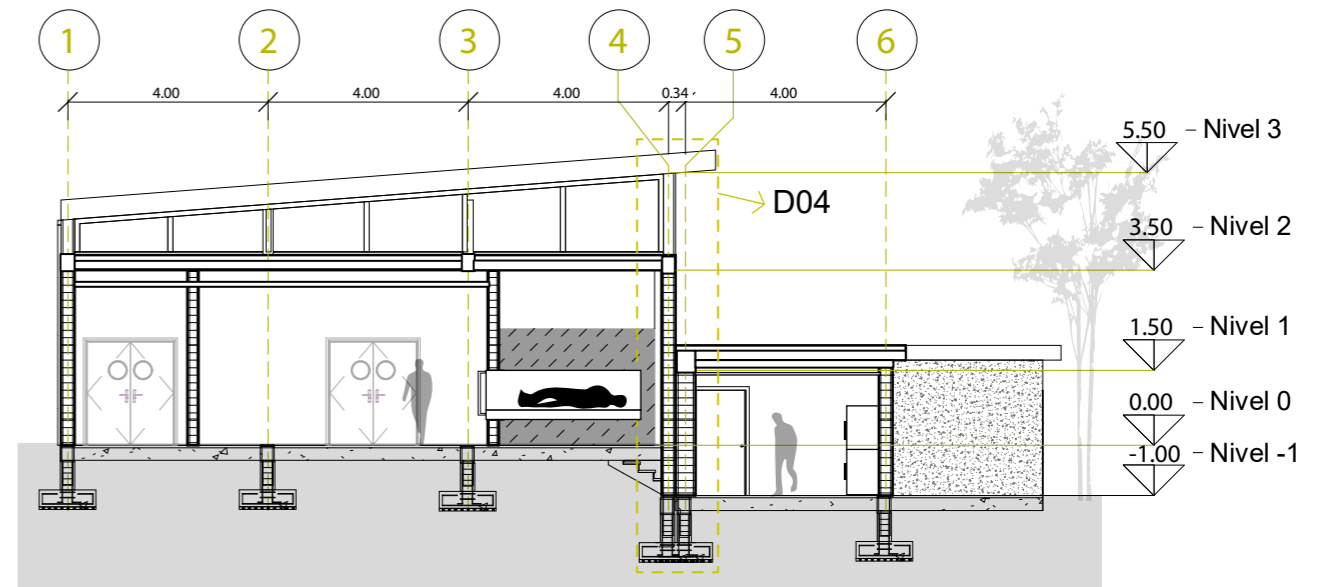 1 2 3 4 5 6
4.00 4.00 4.00 0.34 4.00
5.50 – Nivel 3
D04
3.50 – Nivel 2
1.50 – Nivel 1
0.00 – Nivel 0
-1.00 – Nivel -1